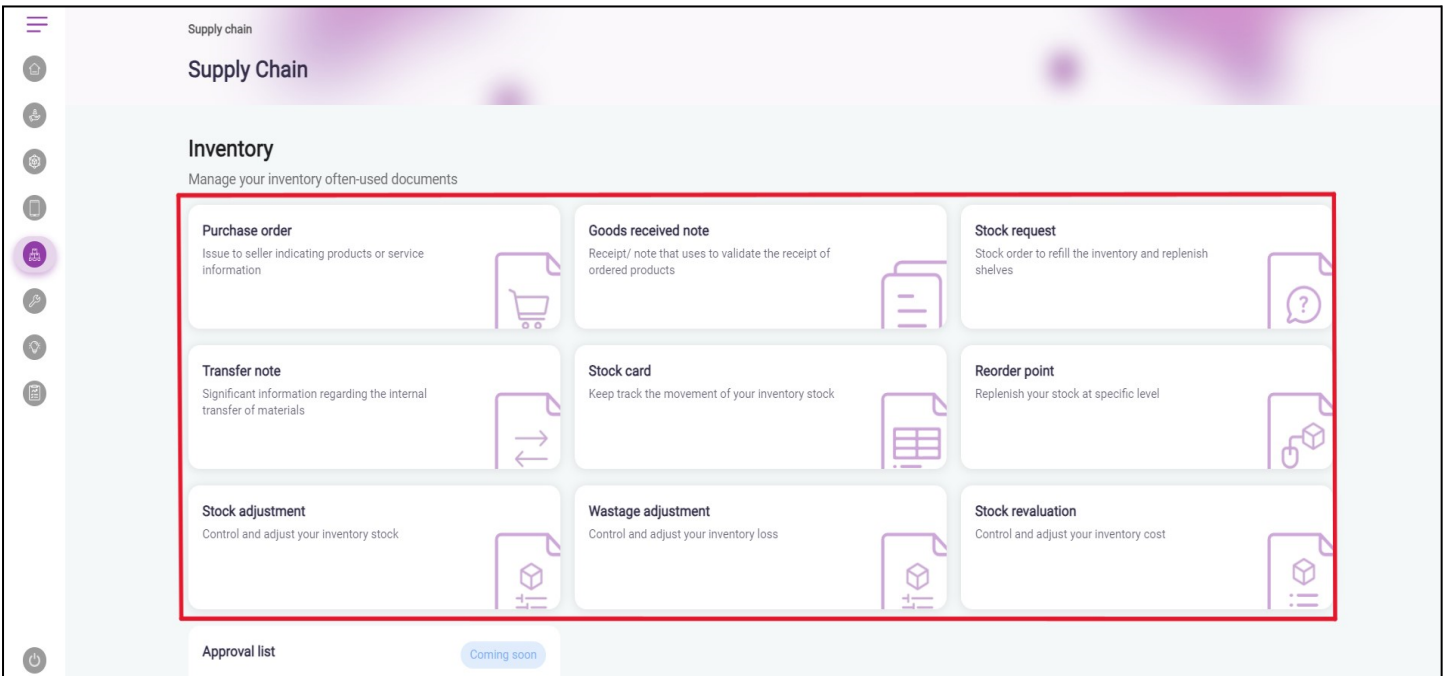 Supply chain
Supply Chain
Inventory
Manage your inventory often-used documents
Purchase order
Issue to seller indicating products or service
information
Goods received note
Receipt/ note that uses to validate the receipt of
ordered products
Stock request
Stock order to refill the inventory and replenish
shelves
Transfer note
Significant information regarding the internal
transfer of materials
Stock card
Keep track the movement of your inventory stock
Reorder point
Replenish your stock at specific level
Stock adjustment
Control and adjust your inventory stock
Wastage adjustment
Control and adjust your inventory loss
Stock revaluation
Control and adjust your inventory cost
Approval list
Coming soon